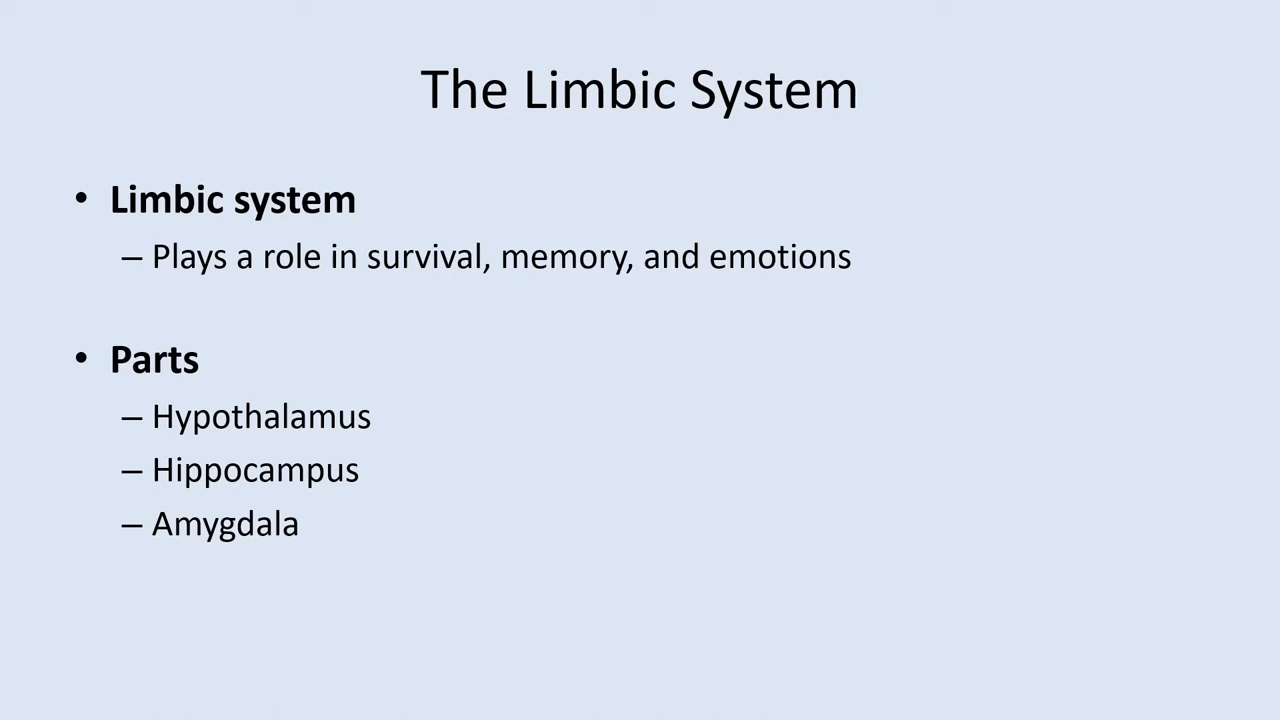 The Limbic System
• Limbic system
– Plays a role in survival, memory, and emotions
• Parts
– Hypothalamus
– Hippocampus
– Amygdala